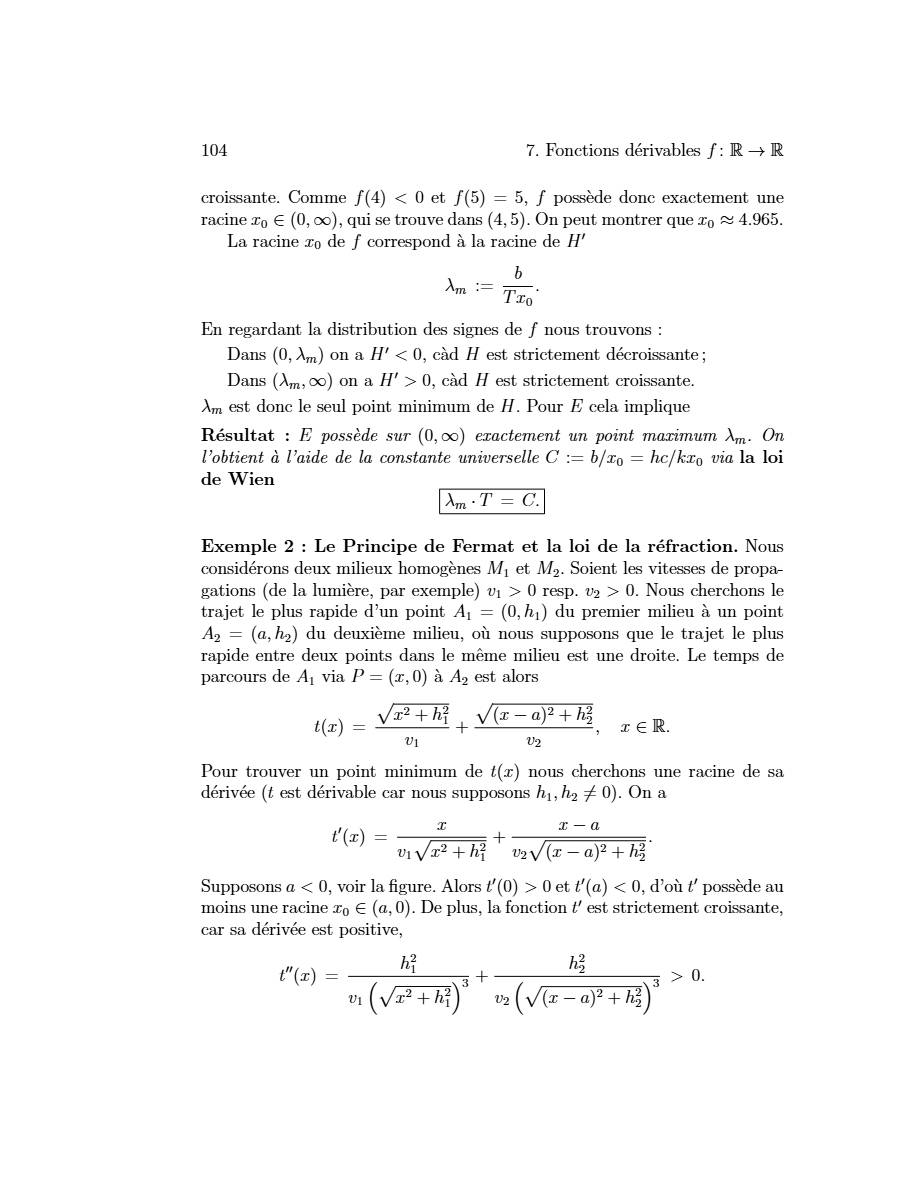 104 7. Fonctions dérivables f : ℝ → ℝ
croissante. Comme f(4) < 0 et f(5) = 5, f possède donc exactement une
racine x₀ ∈ (0, ∞), qui se trouve dans (4, 5). On peut montrer que x₀ ≈ 4.965.
La racine x₀ de f correspond à la racine de H′
λₘ := b/(Tx₀).
En regardant la distribution des signes de f nous trouvons :
Dans (0, λₘ) on a H′ < 0, càd H est strictement décroissante ;
Dans (λₘ, ∞) on a H′ > 0, càd H est strictement croissante.
λₘ est donc le seul point minimum de H. Pour E cela implique
Résultat : E possède sur (0, ∞) exactement un point maximum λₘ. On
l'obtient à l'aide de la constante universelle C := b/x₀ = hc/kx₀ via la loi
de Wien
λₘ · T = C.
Exemple 2 : Le Principe de Fermat et la loi de la réfraction. Nous
considérons deux milieux homogènes M₁ et M₂. Soient les vitesses de propa-
gations (de la lumière, par exemple) v₁ > 0 resp. v₂ > 0. Nous cherchons le
trajet le plus rapide d'un point A₁ = (0, h₁) du premier milieu à un point
A₂ = (a, h₂) du deuxième milieu, où nous supposons que le trajet le plus
rapide entre deux points dans le même milieu est une droite. Le temps de
parcours de A₁ via P = (x, 0) à A₂ est alors
t(x) = √(x² + h₁²)/v₁ + √((x − a)² + h₂²)/v₂, x ∈ ℝ.
Pour trouver un point minimum de t(x) nous cherchons une racine de sa
dérivée (t est dérivable car nous supposons h₁, h₂ ≠ 0). On a
t′(x) = x/(v₁√(x² + h₁²)) + (x − a)/(v₂√((x − a)² + h₂²)).
Supposons a < 0, voir la figure. Alors t′(0) > 0 et t′(a) < 0, d'où t′ possède au
moins une racine x₀ ∈ (a, 0). De plus, la fonction t′ est strictement croissante,
car sa dérivée est positive,
t″(x) = h₁²/(v₁(√(x² + h₁²))³) + h₂²/(v₂(√((x − a)² + h₂²))³) > 0.